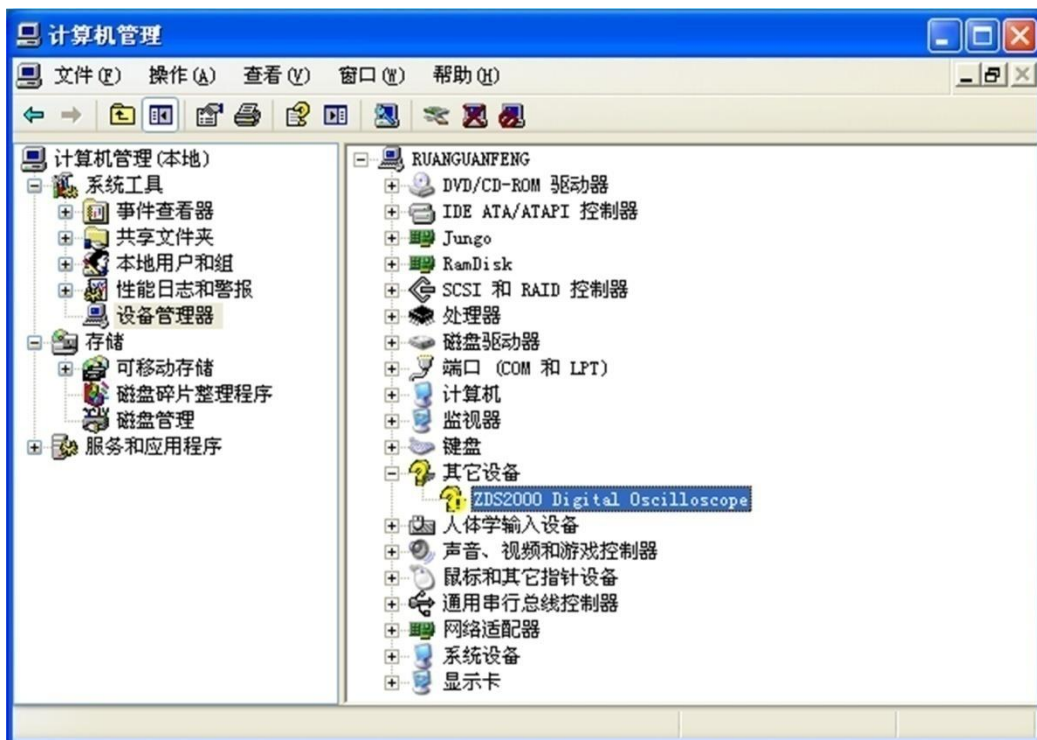 计算机管理
文件(F) 操作(A) 查看(V) 窗口(W) 帮助(H)
计算机管理(本地)
系统工具
事件查看器
共享文件夹
本地用户和组
性能日志和警报
设备管理器
存储
可移动存储
磁盘碎片整理程序
磁盘管理
服务和应用程序
RUANGUANFENG
DVD/CD-ROM 驱动器
IDE ATA/ATAPI 控制器
Jungo
RamDisk
SCSI 和 RAID 控制器
处理器
磁盘驱动器
端口 (COM 和 LPT)
计算机
监视器
键盘
其它设备
ZDS2000 Digital Oscilloscope
人体学输入设备
声音、视频和游戏控制器
鼠标和其它指针设备
通用串行总线控制器
网络适配器
系统设备
显示卡